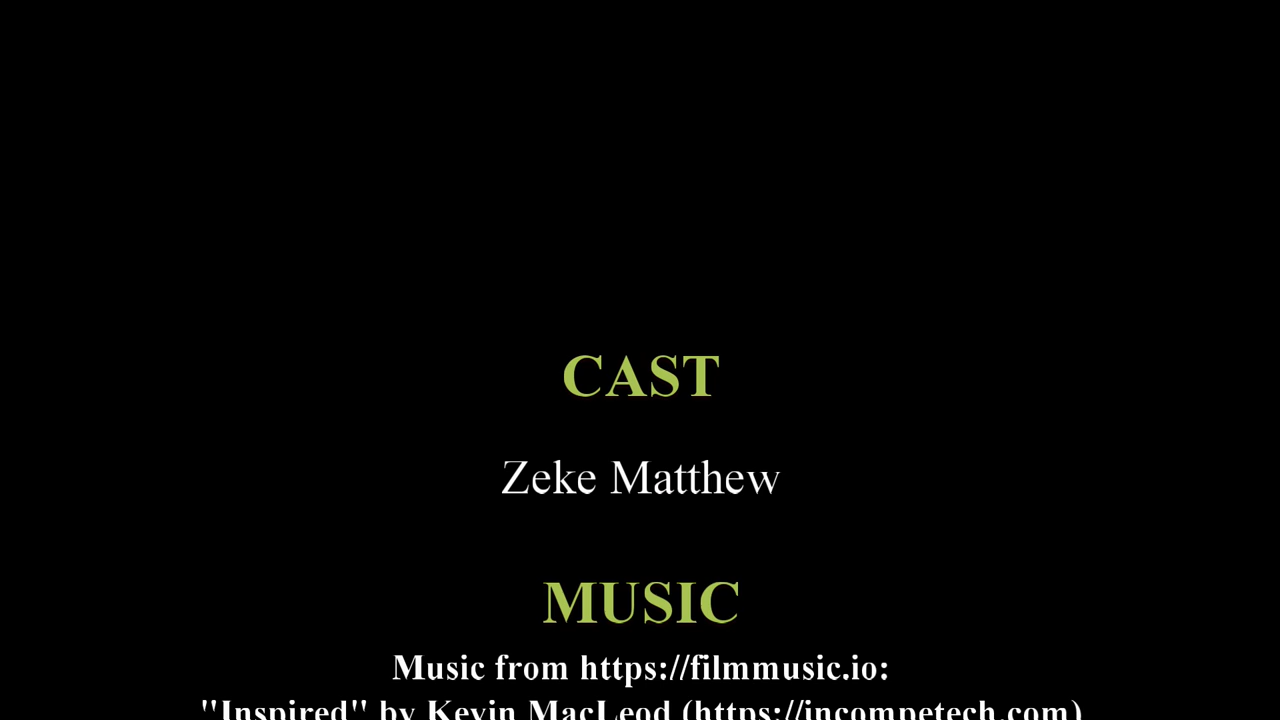 CAST
Zeke Matthew
MUSIC
Music from https://filmmusic.io:
"Inspired" by Kevin MacLeod (https://incompetech.com)